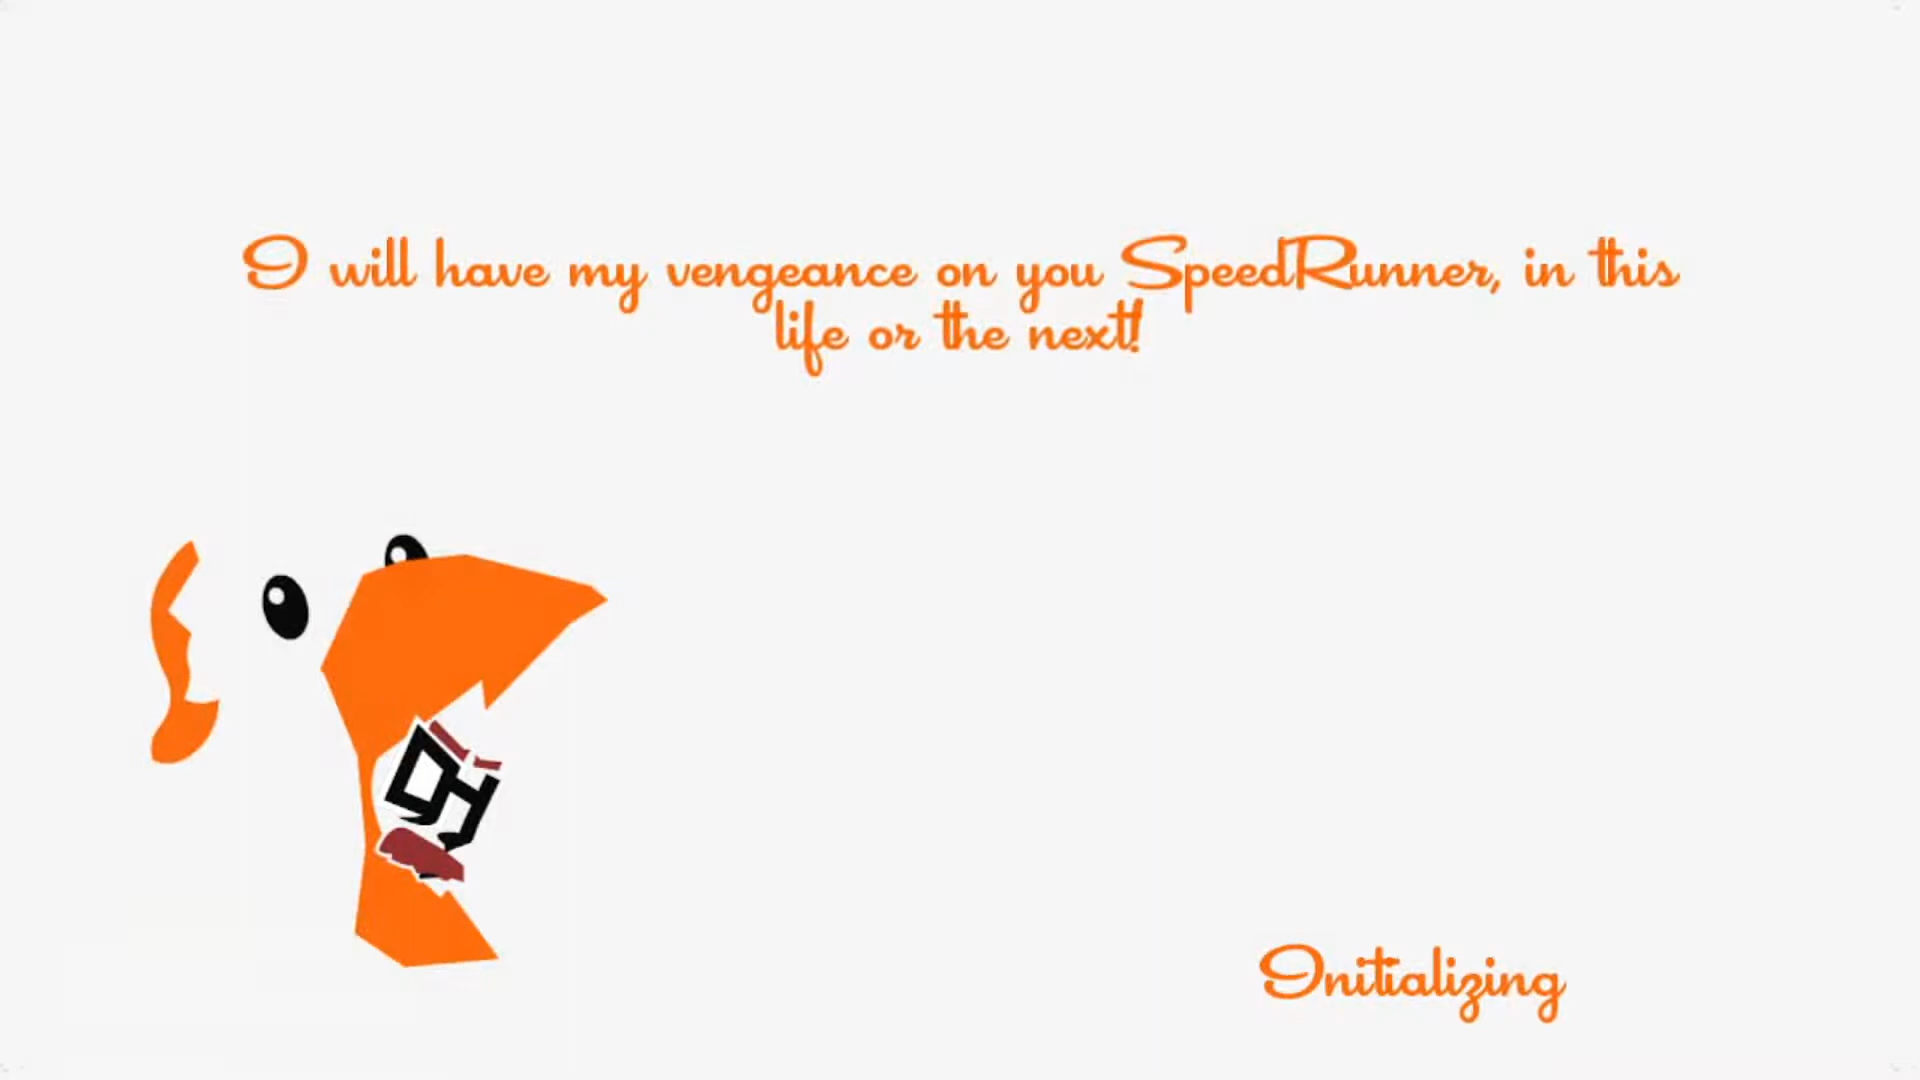 I will have my vengeance on you SpeedRunner, in this
life or the next!
Initializing